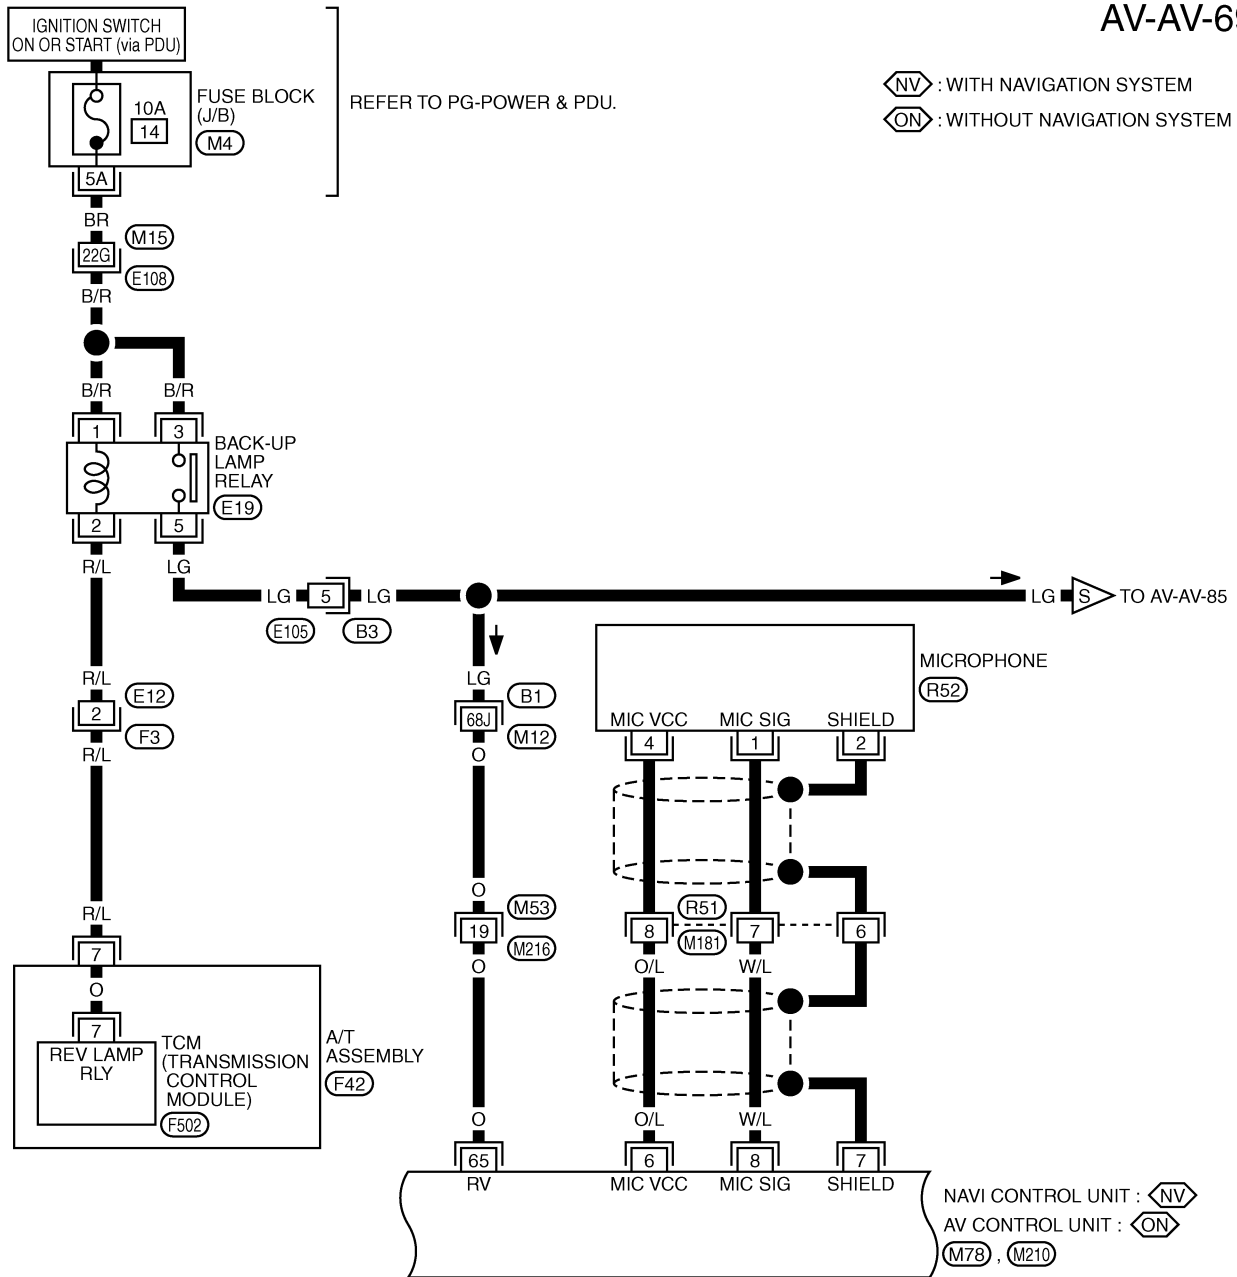 AV-AV-69
IGNITION SWITCH
ON OR START (via PDU)
NV : WITH NAVIGATION SYSTEM
ON : WITHOUT NAVIGATION SYSTEM
10A
14
FUSE BLOCK
(J/B)
M4
REFER TO PG-POWER & PDU.
5A
BR
M15
22G
E108
B/R
B/R
B/R
1
3
BACK-UP
LAMP
RELAY
E19
2
5
R/L
LG
LG
5
LG
E105
B3
LG
S
TO AV-AV-85
R/L
E12
2
F3
R/L
LG
B1
68J
M12
O
MICROPHONE
R52
MIC VCC
MIC SIG
SHIELD
4
1
2
O
M53
19
M216
O
R51
8
7
6
M181
O/L
W/L
R/L
7
O
7
REV LAMP
RLY
TCM
(TRANSMISSION
CONTROL
MODULE)
F502
A/T
ASSEMBLY
F42
O
O/L
W/L
65
6
8
7
RV
MIC VCC
MIC SIG
SHIELD
NAVI CONTROL UNIT : NV
AV CONTROL UNIT : ON
M78 , M210